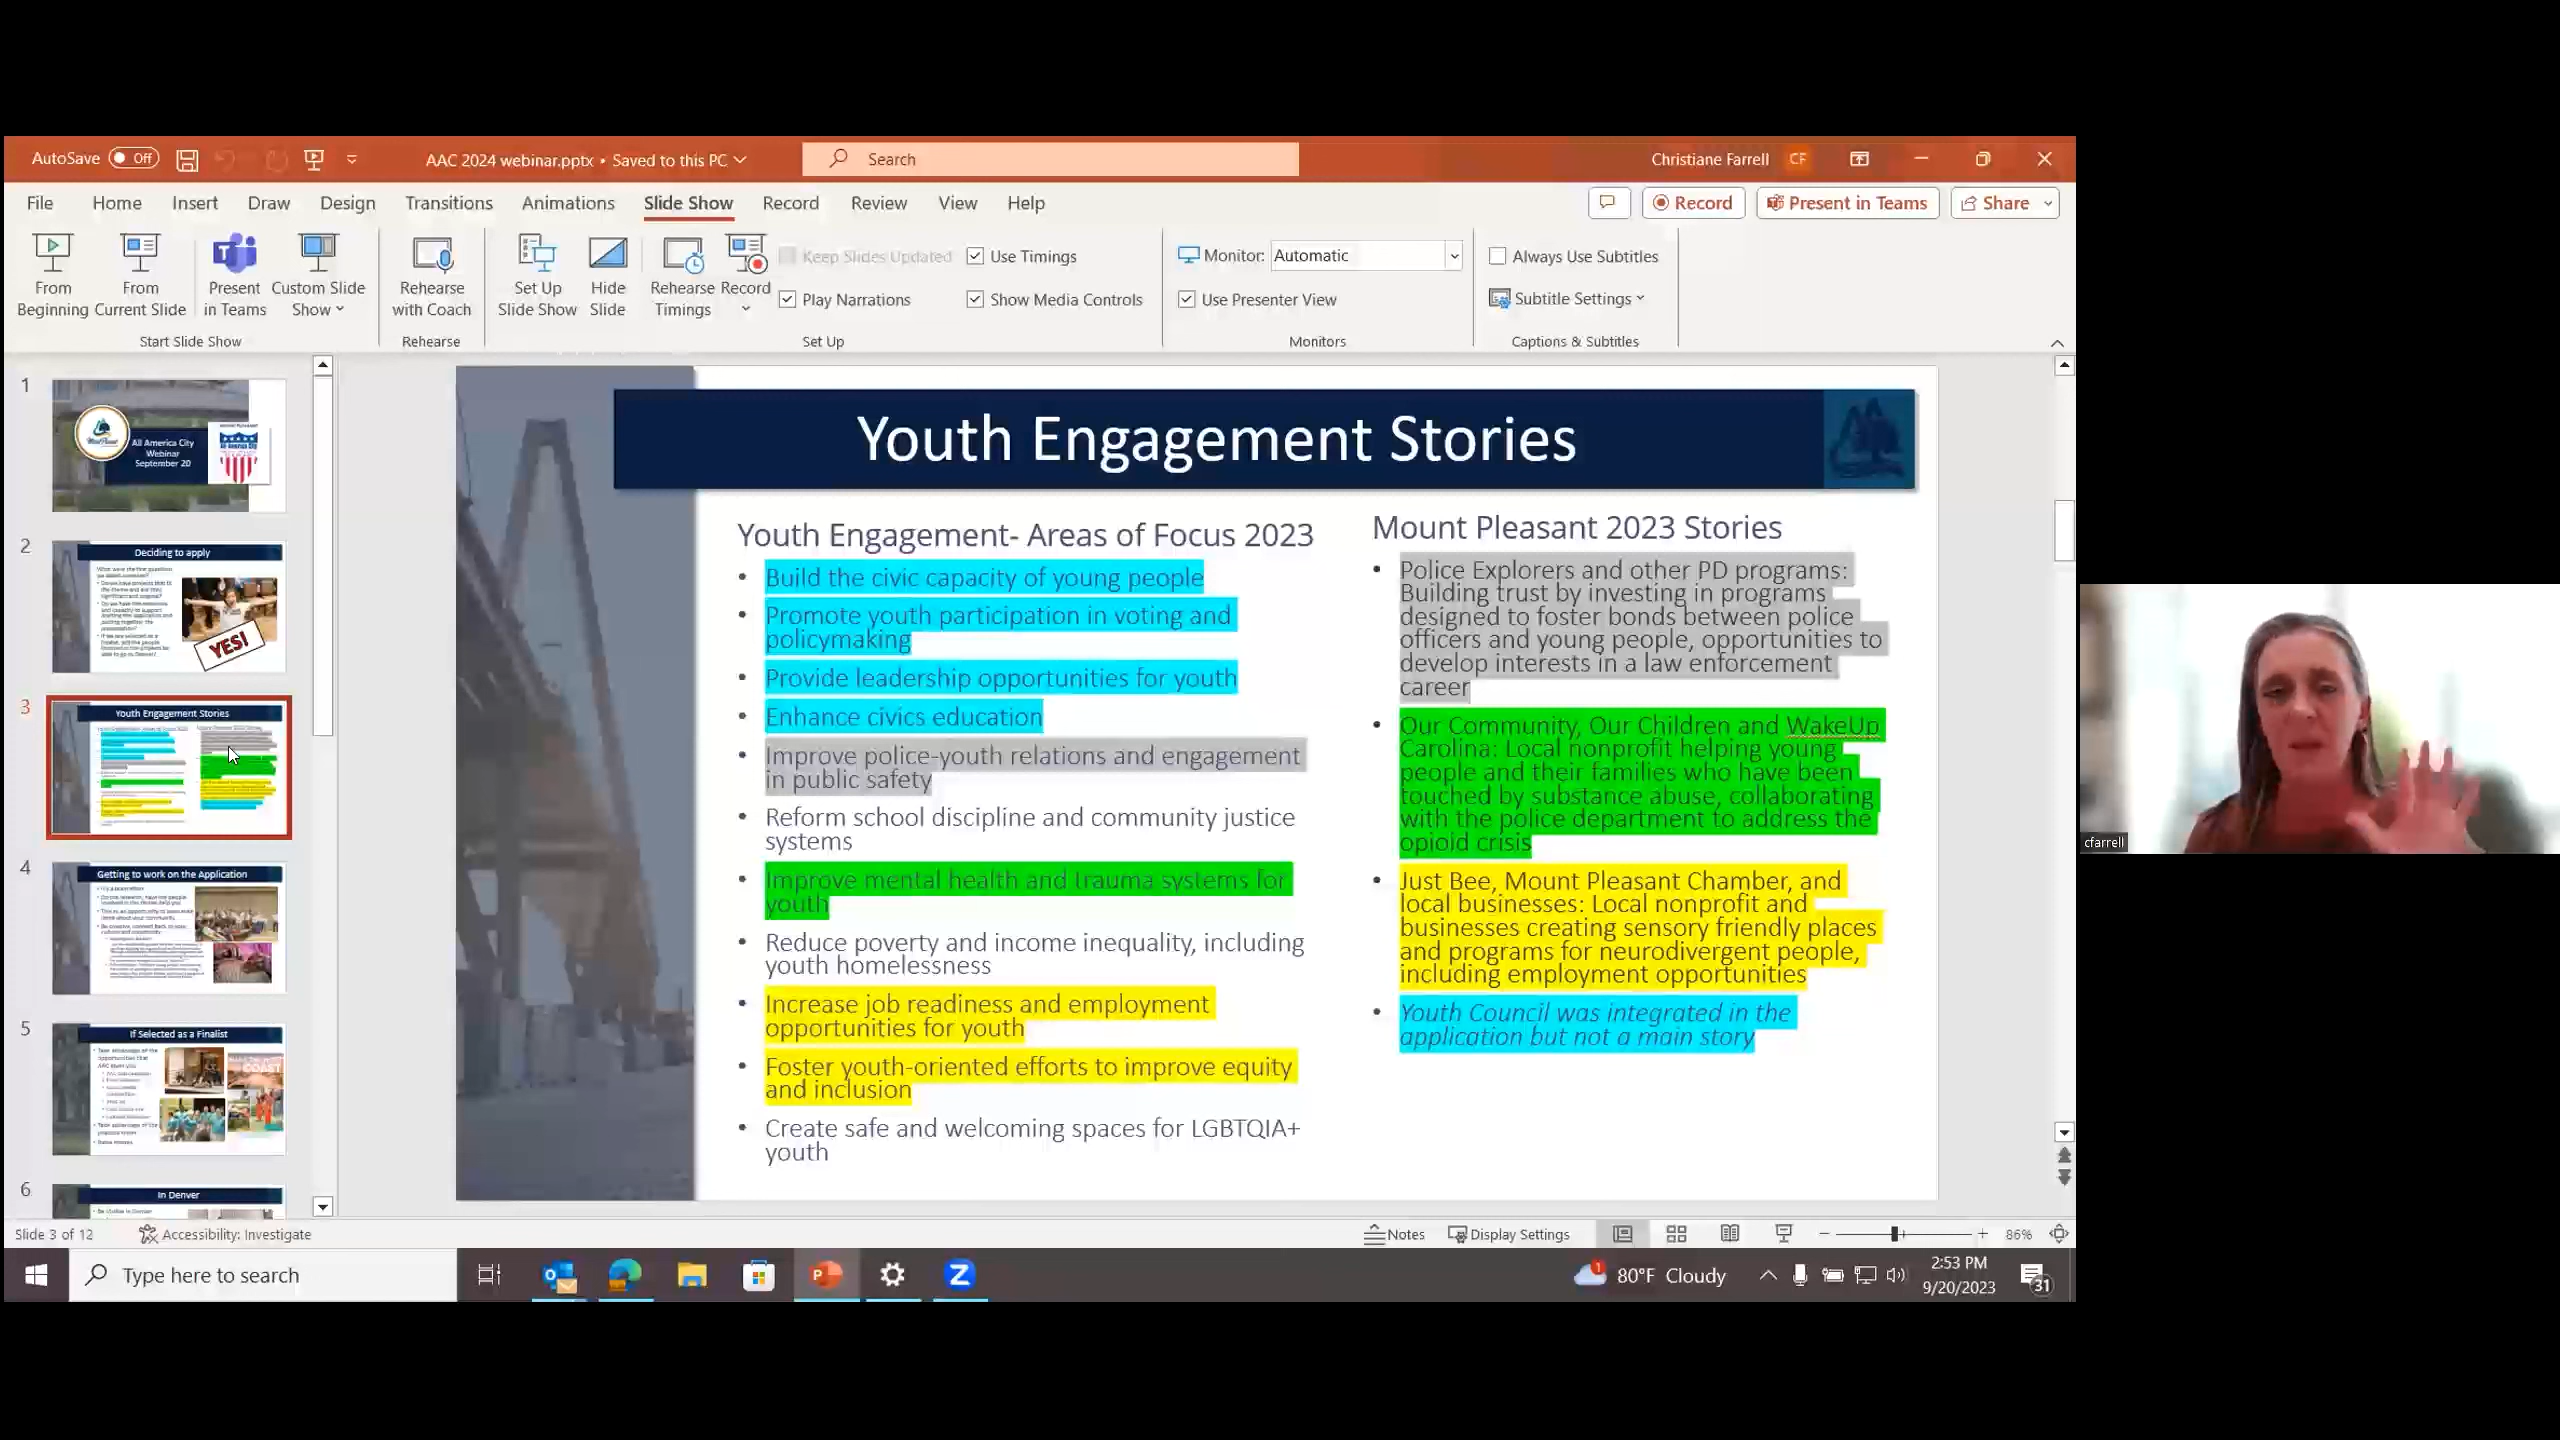 AutoSave Off
AAC 2024 webinar.pptx • Saved to this PC
Search
Christiane Farrell CF
File Home Insert Draw Design Transitions Animations Slide Show Record Review View Help
Record Present in Teams Share
From Beginning
From Current Slide
Present in Teams
Custom Slide Show
Rehearse with Coach
Set Up Slide Show
Hide Slide
Rehearse Timings
Record
Keep Slides Updated
Play Narrations
Use Timings
Show Media Controls
Monitor: Automatic
Use Presenter View
Always Use Subtitles
Subtitle Settings
Start Slide Show
Rehearse
Set Up
Monitors
Captions & Subtitles
1
All America City
Webinar
September 20
2
Deciding to apply
YES!
3
Youth Engagement Stories
4
Getting to work on the Application
5
If Selected as a Finalist
6
In Denver
Youth Engagement Stories
Youth Engagement- Areas of Focus 2023
• Build the civic capacity of young people
• Promote youth participation in voting and
policymaking
• Provide leadership opportunities for youth
• Enhance civics education
• Improve police-youth relations and engagement
in public safety
• Reform school discipline and community justice
systems
• Improve mental health and trauma systems for
youth
• Reduce poverty and income inequality, including
youth homelessness
• Increase job readiness and employment
opportunities for youth
• Foster youth-oriented efforts to improve equity
and inclusion
• Create safe and welcoming spaces for LGBTQIA+
youth
Mount Pleasant 2023 Stories
• Police Explorers and other PD programs:
Building trust by investing in programs
designed to foster bonds between police
officers and young people, opportunities to
develop interests in a law enforcement
career
• Our Community, Our Children and WakeUp
Carolina: Local nonprofit helping young
people and their families who have been
touched by substance abuse, collaborating
with the police department to address the
opioid crisis
• Just Bee, Mount Pleasant Chamber, and
local businesses: Local nonprofit and
businesses creating sensory friendly places
and programs for neurodivergent people,
including employment opportunities
• Youth Council was integrated in the
application but not a main story
cfarrell
Slide 3 of 12
Accessibility: Investigate
Notes
Display Settings
86%
Type here to search
1
80°F Cloudy
2:53 PM
9/20/2023
31